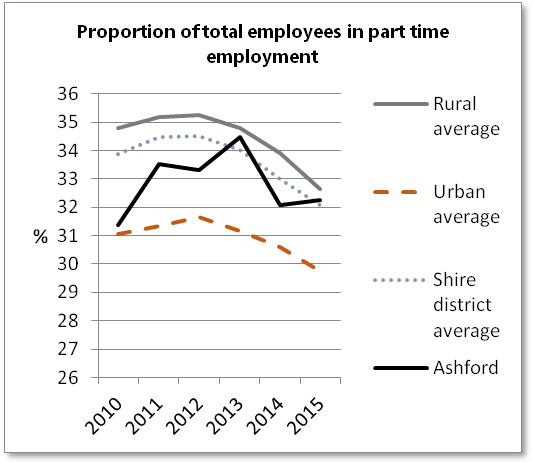 Proportion of total employees in part time
employment
36
35
34
33
32
31
30
29
28
27
26
%
2010
2011
2012
2013
2014
2015
Rural
average
Urban
average
Shire
district
average
Ashford